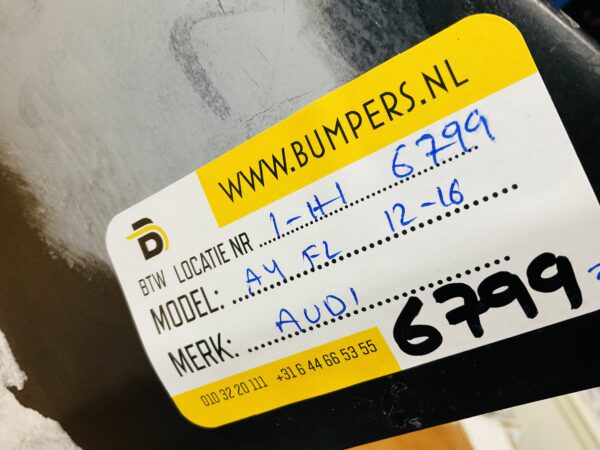 WWW.BUMPERS.NL
BTW LOCATIE NR 1-H1 6799
MODEL: A4 FL 12-16
MERK: AUDI
6799
010 32 20 111 +31 6 44 66 53 55